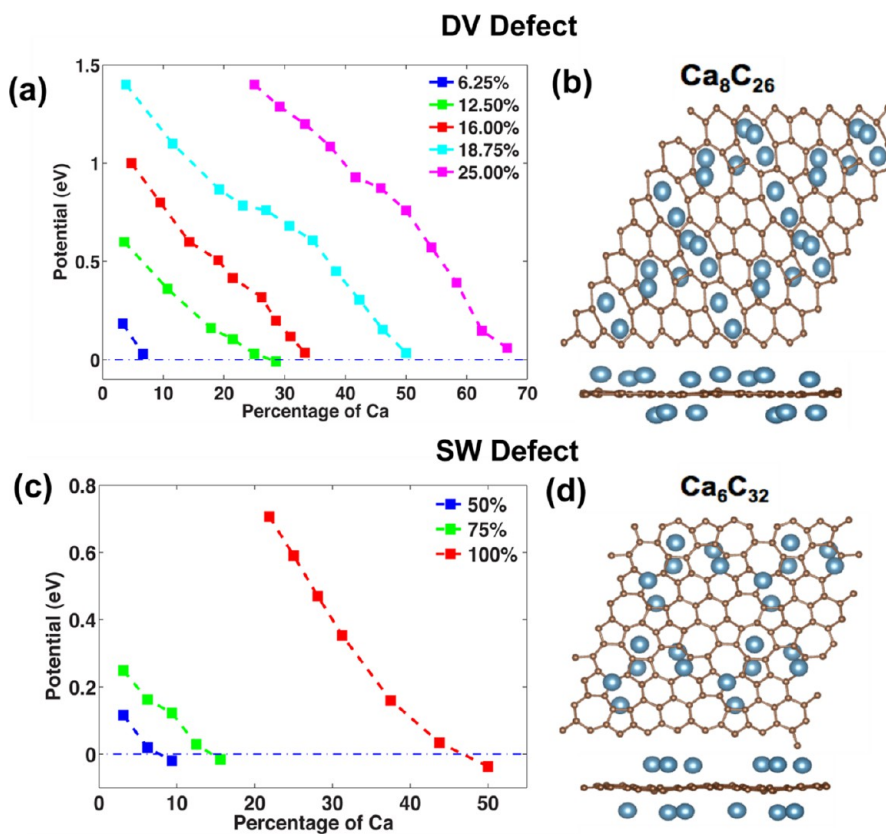 DV Defect
(a)
1.5
1
0.5
0
Potential (eV)
0 10 20 30 40 50 60 70
Percentage of Ca
6.25%
12.50%
16.00%
18.75%
25.00%
(b)
Ca₈C₂₆
SW Defect
(c)
0.8
0.6
0.4
0.2
0
Potential (eV)
0 10 20 30 40 50
Percentage of Ca
50%
75%
100%
(d)
Ca₆C₃₂